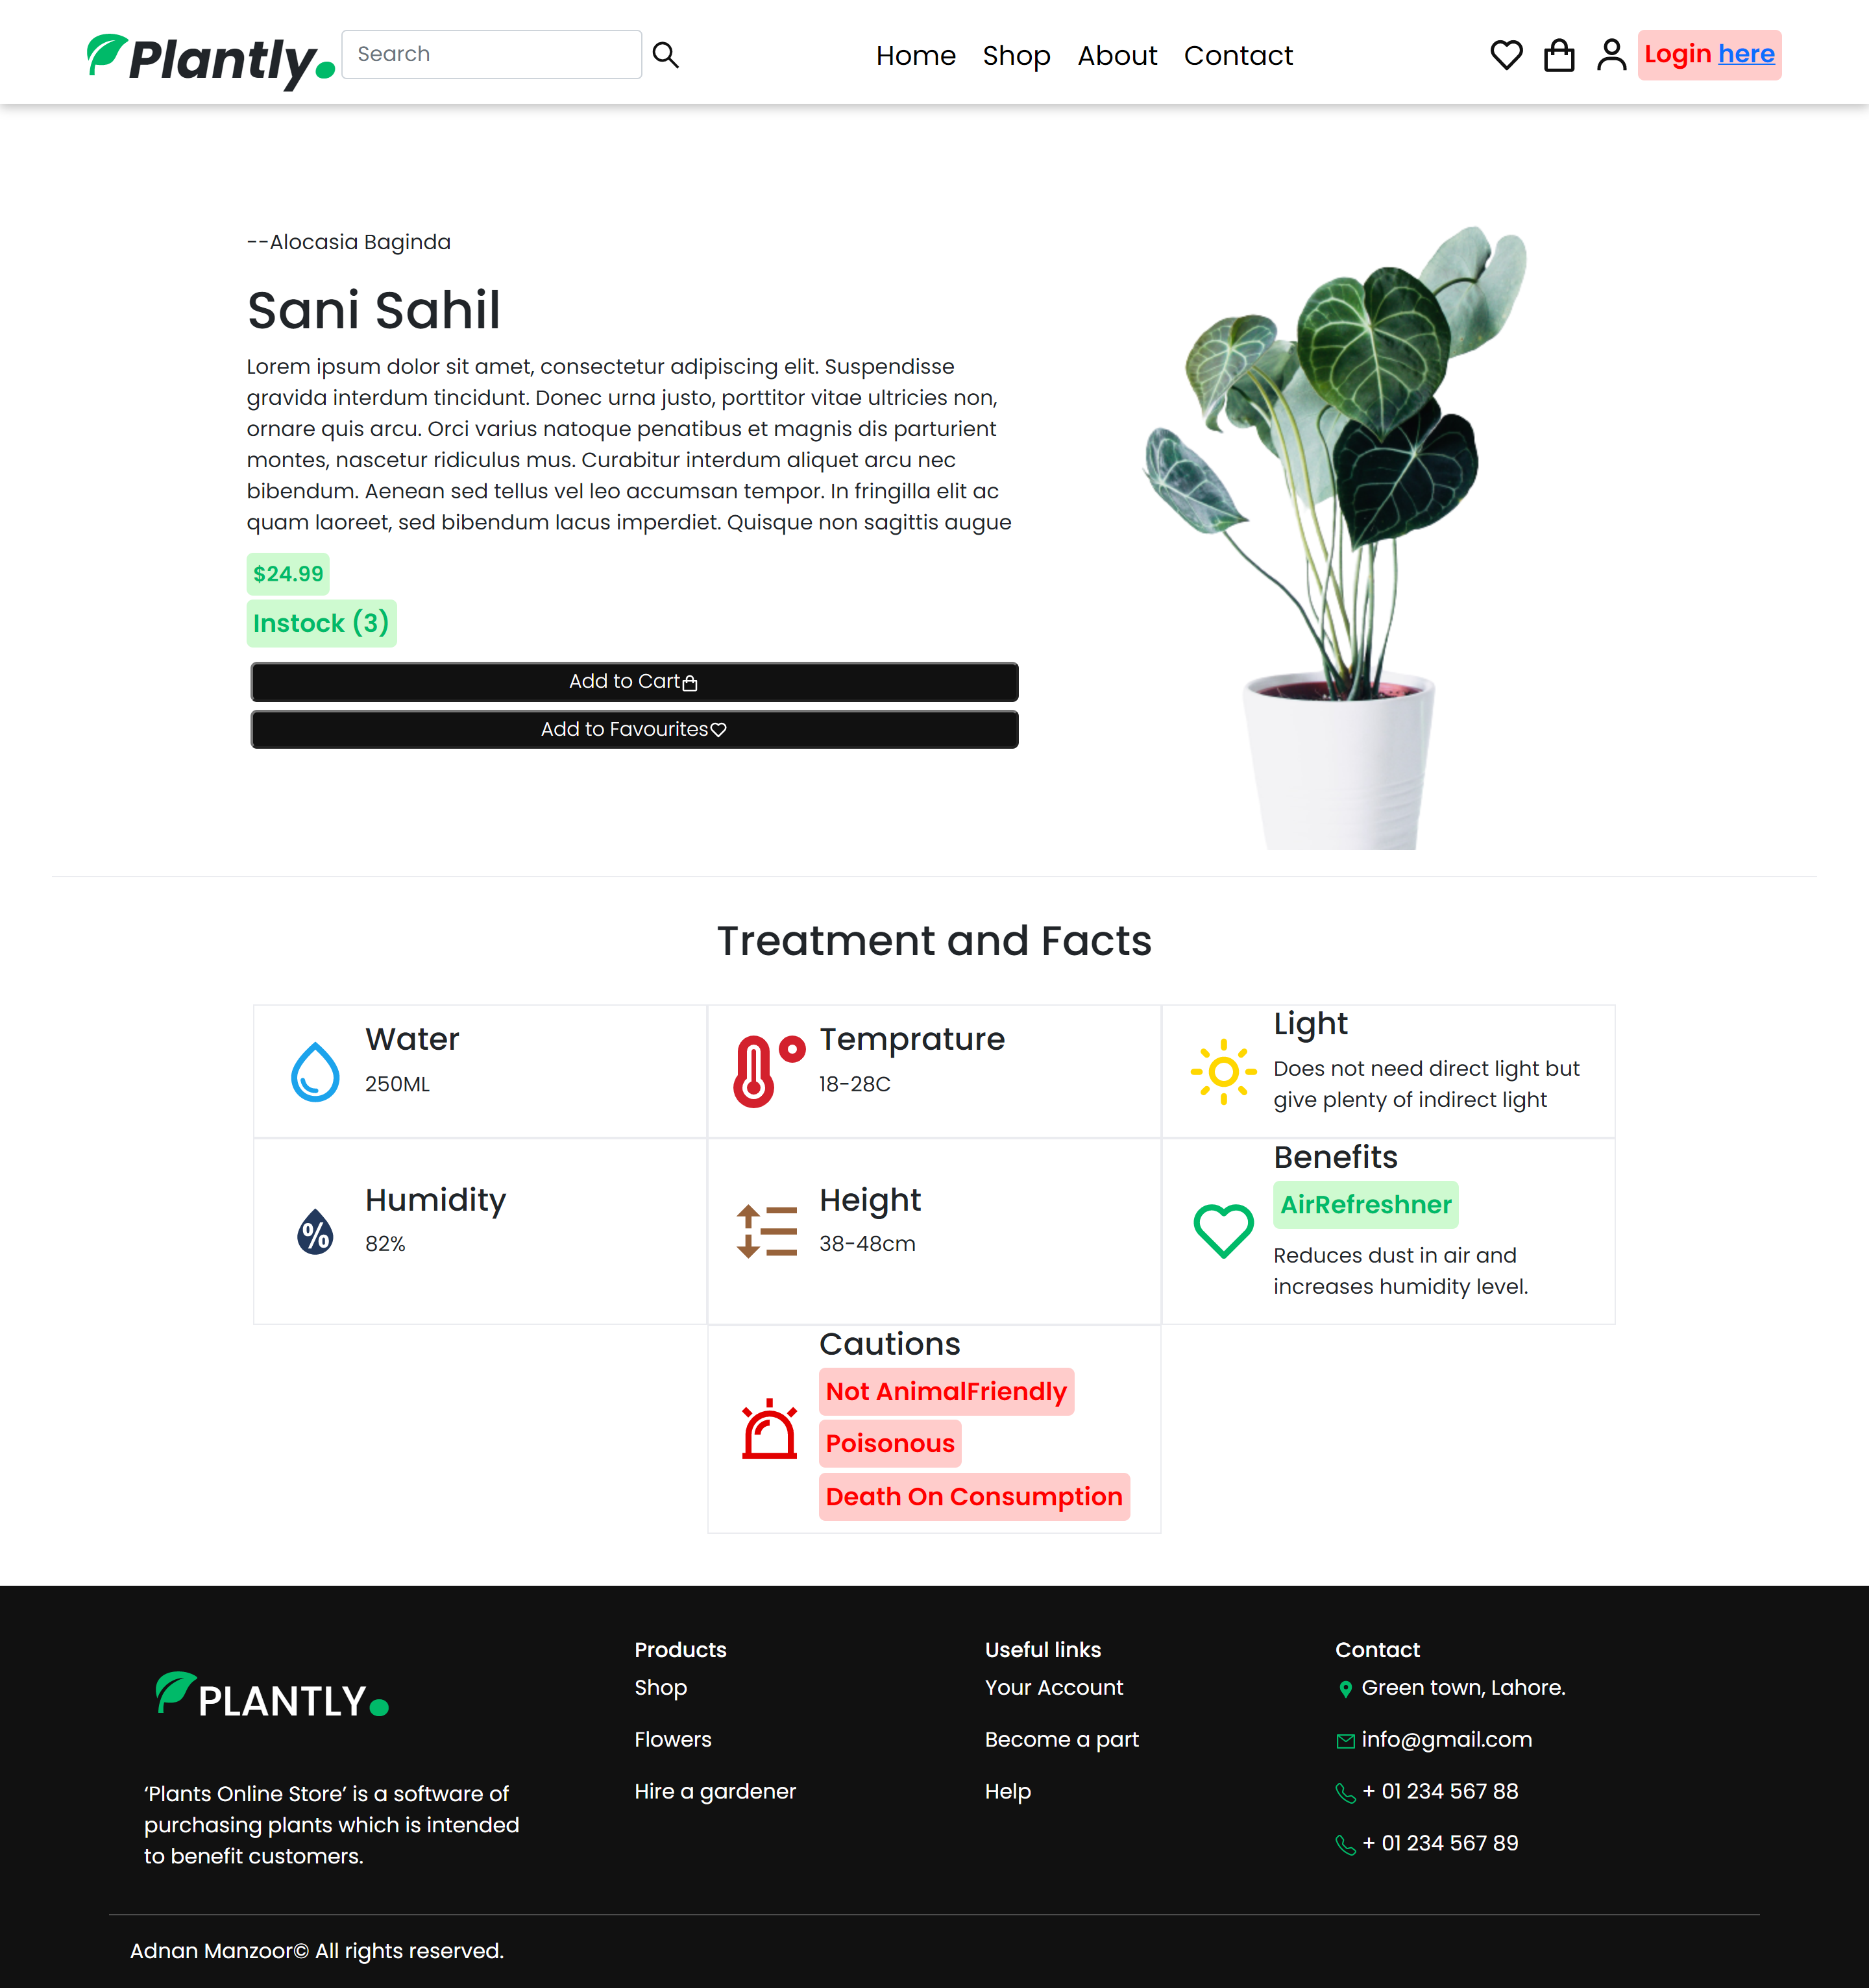 Plantly.
Search
Home Shop About Contact
Login here
--Alocasia Baginda
Sani Sahil
Lorem ipsum dolor sit amet, consectetur adipiscing elit. Suspendisse
gravida interdum tincidunt. Donec urna justo, porttitor vitae ultricies non,
ornare quis arcu. Orci varius natoque penatibus et magnis dis parturient
montes, nascetur ridiculus mus. Curabitur interdum aliquet arcu nec
bibendum. Aenean sed tellus vel leo accumsan tempor. In fringilla elit ac
quam laoreet, sed bibendum lacus imperdiet. Quisque non sagittis augue
$24.99
Instock (3)
Add to Cart
Add to Favourites
Treatment and Facts
Water
250ML
Temprature
18-28C
Light
Does not need direct light but
give plenty of indirect light
Humidity
%
82%
Height
38-48cm
Benefits
AirRefreshner
Reduces dust in air and
increases humidity level.
Cautions
Not AnimalFriendly
Poisonous
Death On Consumption
PLANTLY.
‘Plants Online Store’ is a software of
purchasing plants which is intended
to benefit customers.
Products
Shop
Flowers
Hire a gardener
Useful links
Your Account
Become a part
Help
Contact
Green town, Lahore.
info@gmail.com
+ 01 234 567 88
+ 01 234 567 89
Adnan Manzoor© All rights reserved.